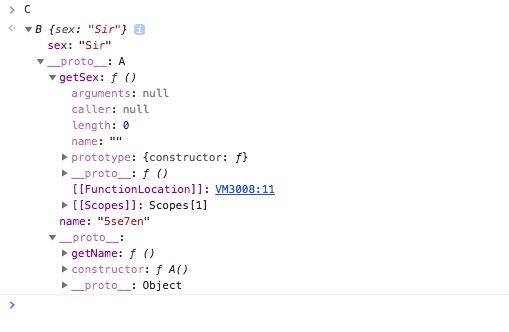 C
B {sex: "Sir"} i
sex: "Sir"
__proto__: A
getSex: ƒ ()
arguments: null
caller: null
length: 0
name: ""
prototype: {constructor: ƒ}
__proto__: ƒ ()
[[FunctionLocation]]: VM3008:11
[[Scopes]]: Scopes[1]
name: "5se7en"
__proto__:
getName: ƒ ()
constructor: ƒ A()
__proto__: Object